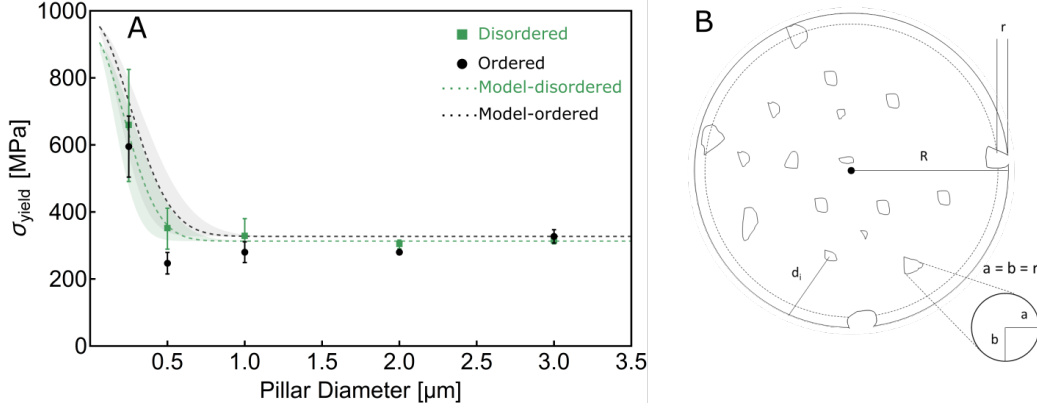 A
Disordered
Ordered
Model-disordered
Model-ordered
σyield [MPa]
1000
800
600
400
200
0
0.5
1.0
1.5
2.0
2.5
3.0
3.5
Pillar Diameter [μm]
B
r
R
di
a = b = r
a
b